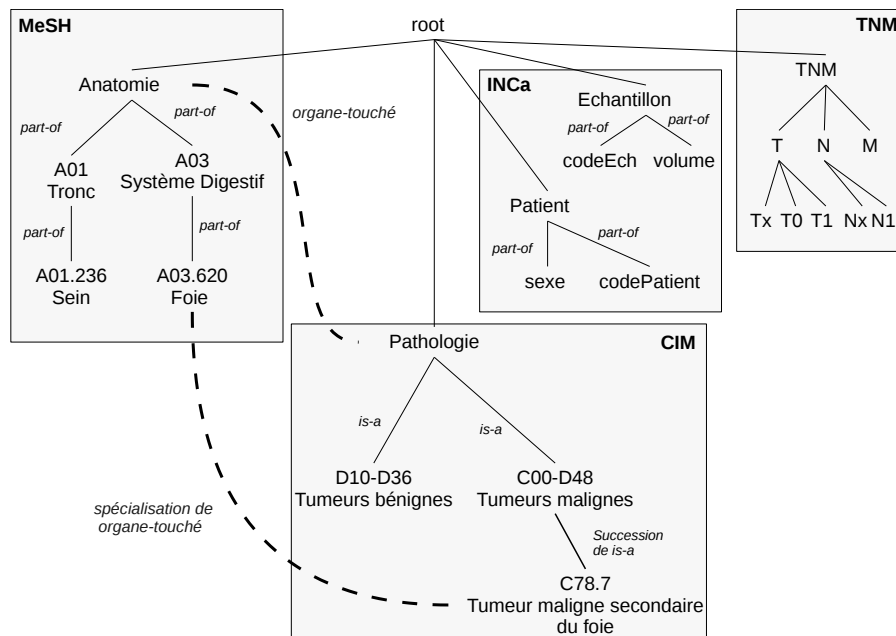 MeSH
root
TNM
Anatomie
TNM
INCa
Echantillon
part-of
part-of
organe-touché
part-of
part-of
T
N
M
A01
Tronc
A03
Système Digestif
codeEch
volume
Patient
Tx
T0
T1
Nx
N1
part-of
part-of
part-of
part-of
A01.236
Sein
A03.620
Foie
sexe
codePatient
Pathologie
CIM
is-a
is-a
D10-D36
Tumeurs bénignes
C00-D48
Tumeurs malignes
spécialisation de
organe-touché
Succession
de is-a
C78.7
Tumeur maligne secondaire
du foie